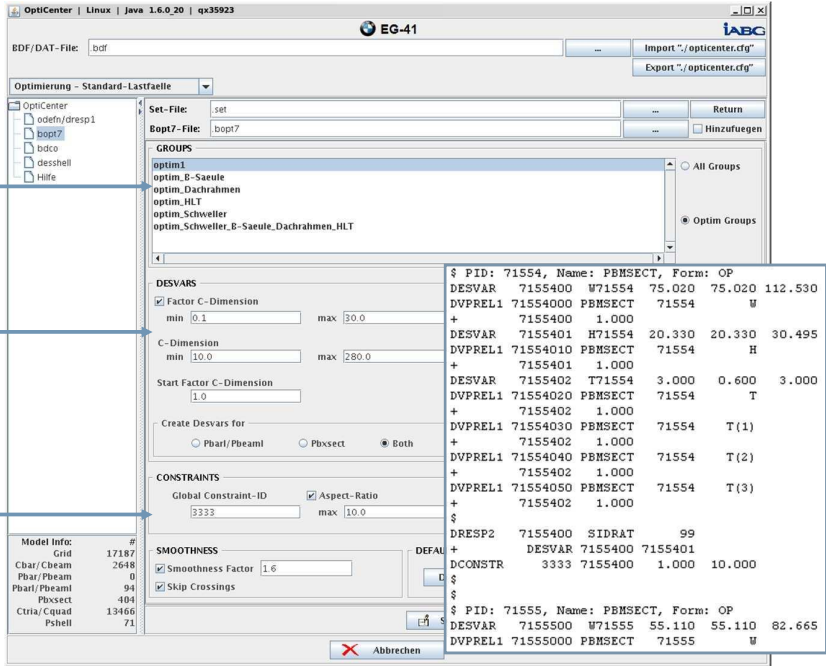 OptiCenter | Linux | Java 1.6.0_20 | qx35923
EG-41
iABG
BDF/DAT-File: .bdf ... Import "./opticenter.cfg"
Export "./opticenter.cfg"
Optimierung - Standard-Lastfaelle
OptiCenter
odefn/dresp1
bopt7
bdco
desshell
Hilfe
Set-File: .set ... Return
Bopt7-File: .bopt7 ... Hinzufuegen
GROUPS
optim1
optim_B-Saeule
optim_Dachrahmen
optim_HLT
optim_Schweller
optim_Schweller_B-Saeule_Dachrahmen_HLT
All Groups
Optim Groups
DESVARS
Factor C-Dimension
min 0.1 max 30.0
C-Dimension
min 10.0 max 280.0
Start Factor C-Dimension
1.0
Create Desvars for
Pbarl/Pbeaml Pbxsect Both
CONSTRAINTS
Global Constraint-ID Aspect-Ratio
3333 max 10.0
SMOOTHNESS
Smoothness Factor 1.6
Skip Crossings
Abbrechen
Model Info: #
Grid 17187
Cbar/Cbeam 2648
Pbar/Pbeam 0
Pbarl/Pbeaml 94
Pbxsect 404
Ctria/Cquad 13466
Pshell 71
$ PID: 71554, Name: PBMSECT, Form: OP
DESVAR 7155400 W71554 75.020 75.020 112.530
DVPREL1 71554000 PBMSECT 71554 W
+ 7155400 1.000
DESVAR 7155401 H71554 20.330 20.330 30.495
DVPREL1 71554010 PBMSECT 71554 H
+ 7155401 1.000
DESVAR 7155402 T71554 3.000 0.600 3.000
DVPREL1 71554020 PBMSECT 71554 T
+ 7155402 1.000
DVPREL1 71554030 PBMSECT 71554 T(1)
+ 7155402 1.000
DVPREL1 71554040 PBMSECT 71554 T(2)
+ 7155402 1.000
DVPREL1 71554050 PBMSECT 71554 T(3)
+ 7155402 1.000
$
DRESP2 7155400 SIDRAT 99
+ DESVAR 7155400 7155401
DCONSTR 3333 7155400 1.000 10.000
$
$
$ PID: 71555, Name: PBMSECT, Form: OP
DESVAR 7155500 W71555 55.110 55.110 82.665
DVPREL1 71555000 PBMSECT 71555 W